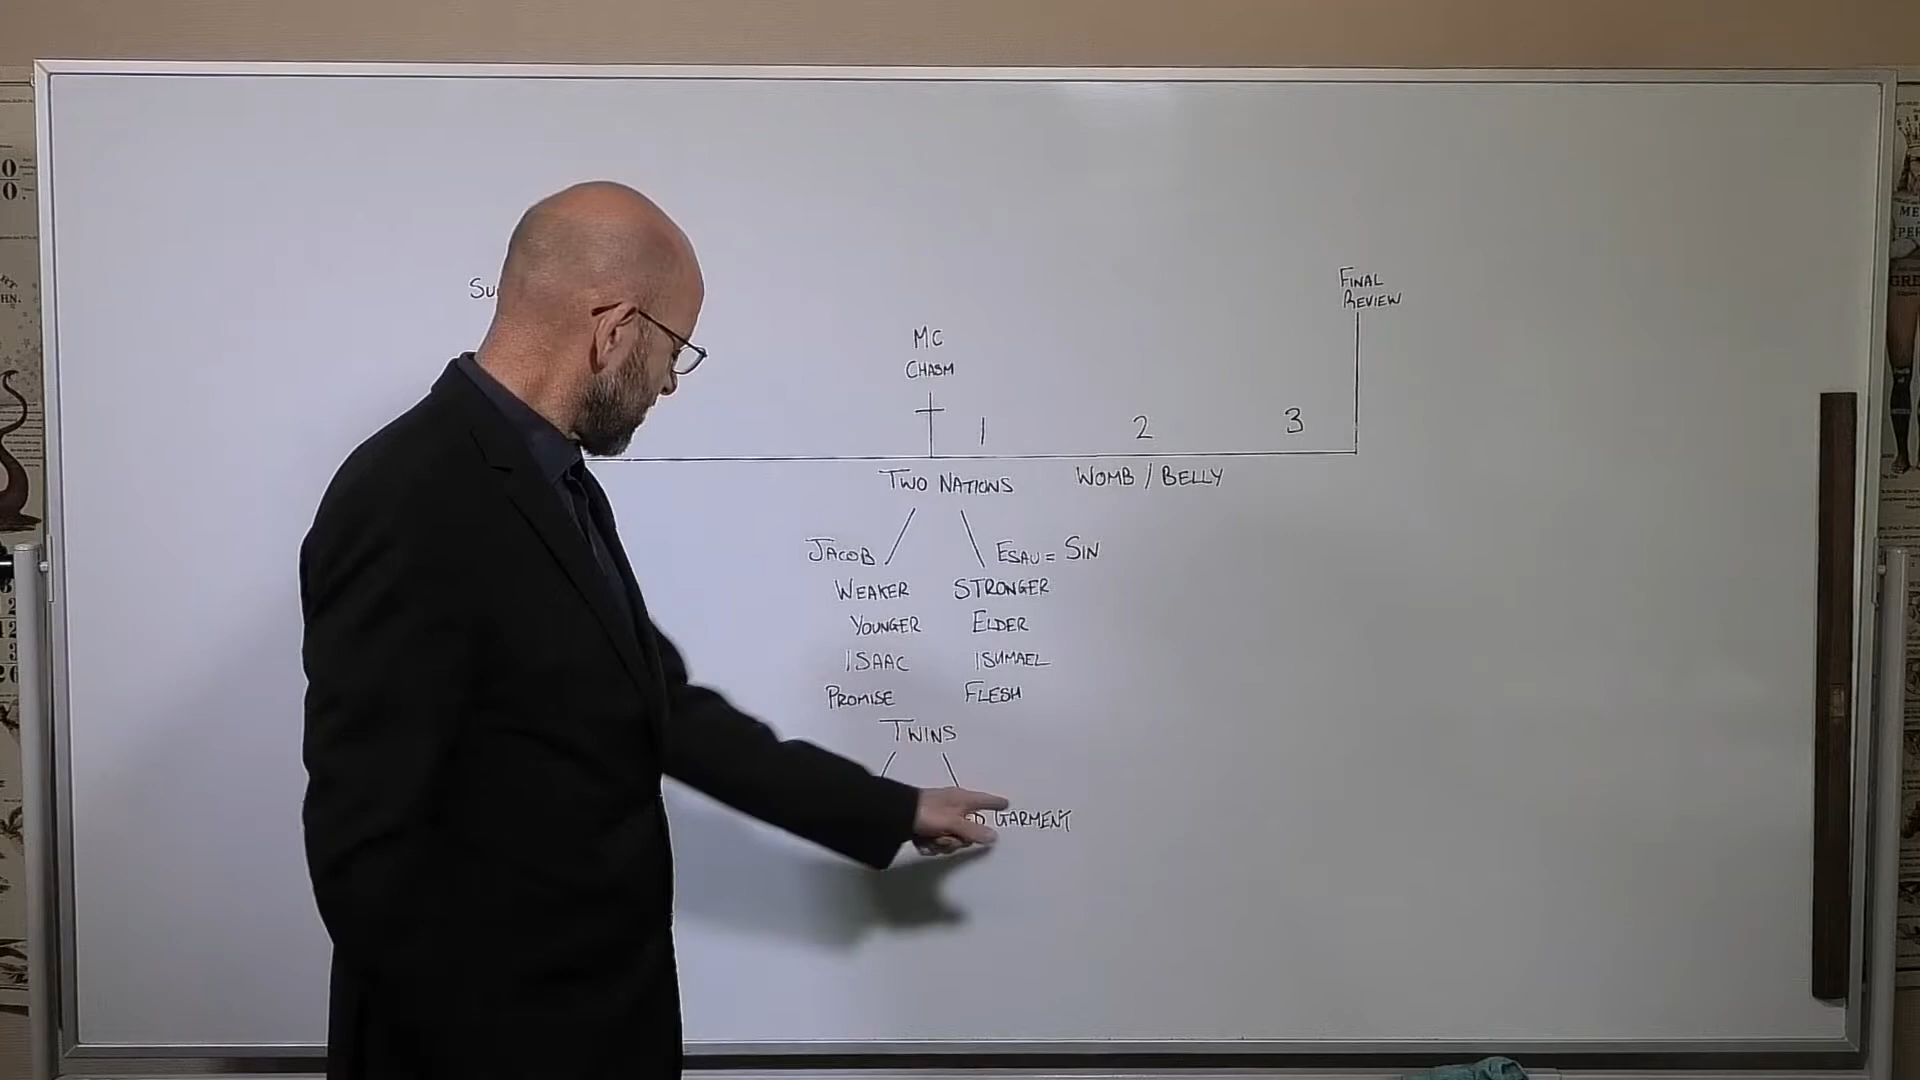 FINAL
REVIEW
MC
CHASM
1 2 3
TWO NATIONS WOMB / BELLY
JACOB ESAU = SIN
WEAKER STRONGER
YOUNGER ELDER
ISAAC ISHMAEL
PROMISE FLESH
TWINS
GARMENT